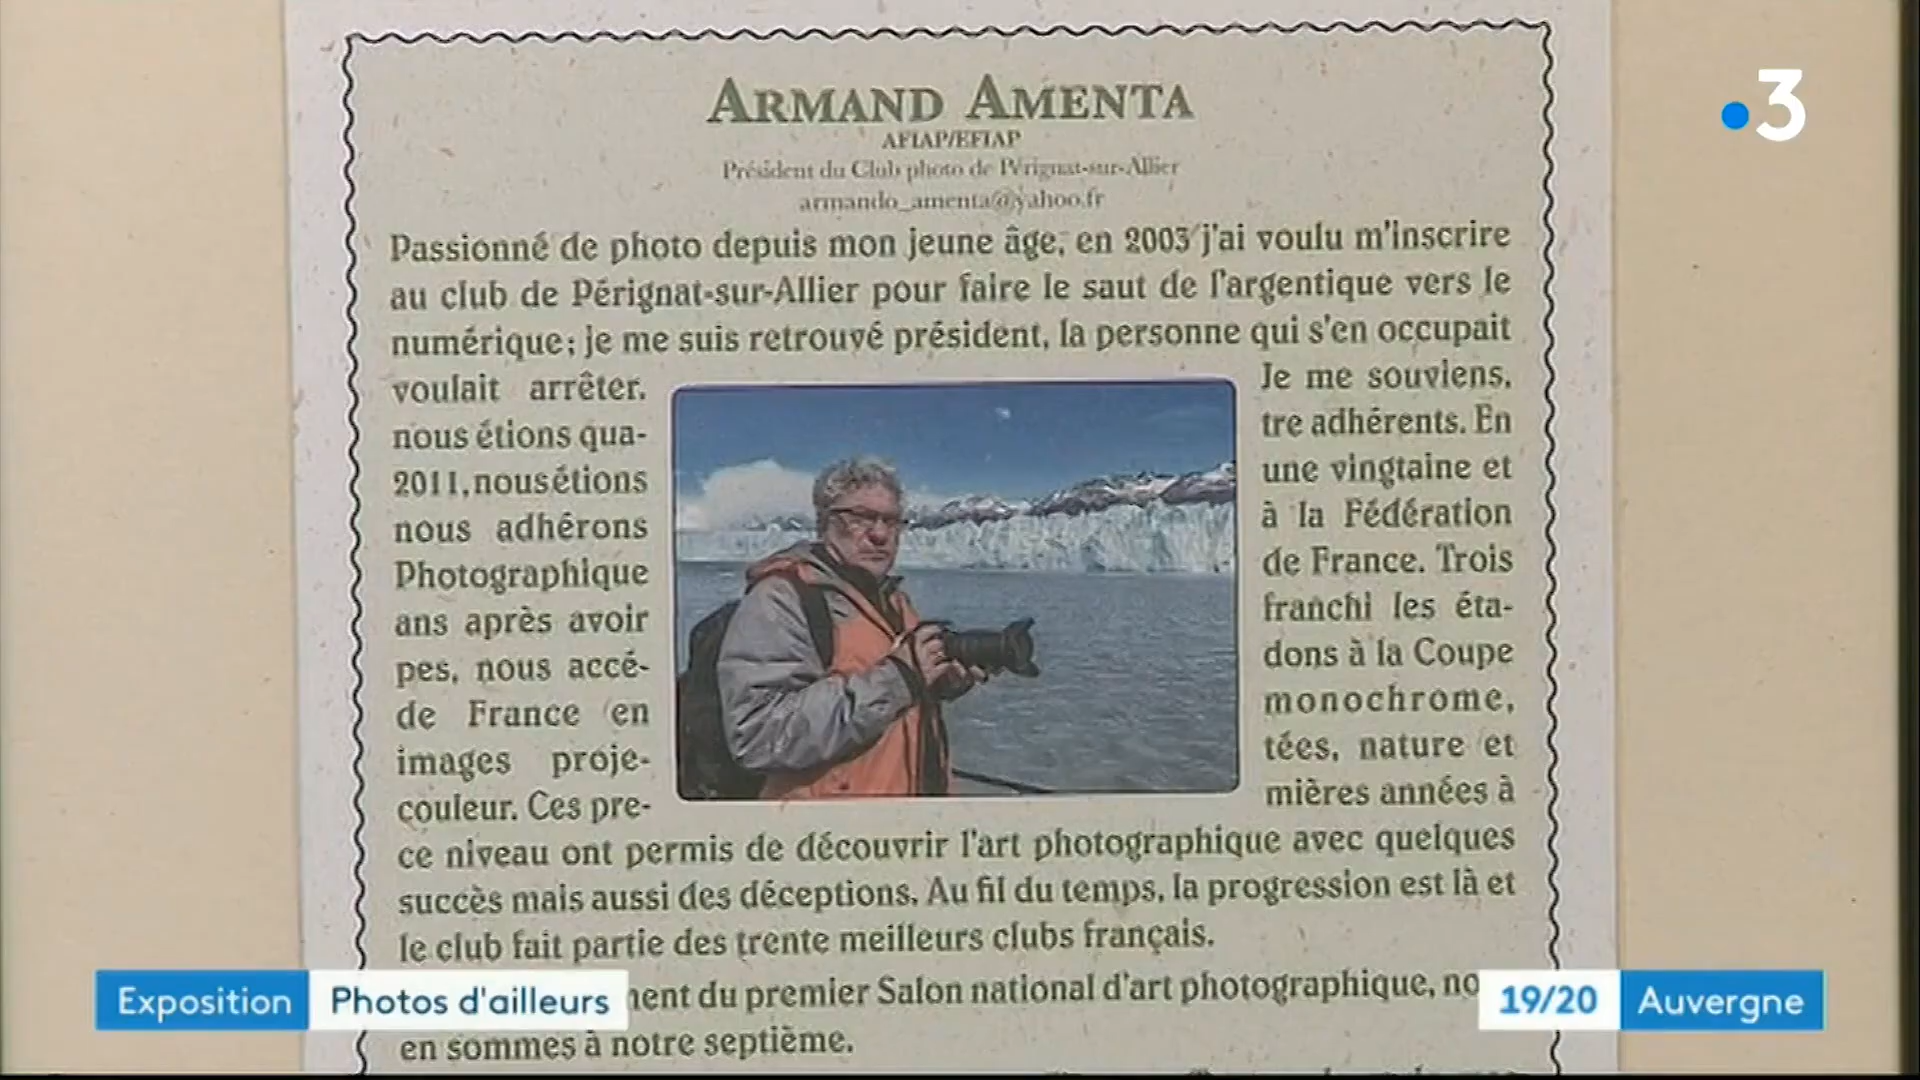 3
ARMAND AMENTA
AFIAP/EFIAP
Président du Club photo de Pérignat-sur-Allier
armando_amenta@yahoo.fr
Passionné de photo depuis mon jeune âge, en 2003 j'ai voulu m'inscrire
au club de Pérignat-sur-Allier pour faire le saut de l'argentique vers le
numérique; je me suis retrouvé président, la personne qui s'en occupait
voulait arrêter. Je me souviens,
nous étions qua- tre adhérents. En
2011, nous étions une vingtaine et
nous adhérons à la Fédération
Photographique de France. Trois
ans après avoir franchi les éta-
pes, nous accé- dons à la Coupe
de France en monochrome,
images proje- tées, nature et
couleur. Ces pre- mières années à
ce niveau ont permis de découvrir l'art photographique avec quelques
succès mais aussi des déceptions. Au fil du temps, la progression est là et
le club fait partie des trente meilleurs clubs français.
du premier Salon national d'art photographique,
en sommes à notre septième.
Exposition Photos d'ailleurs
19/20 Auvergne